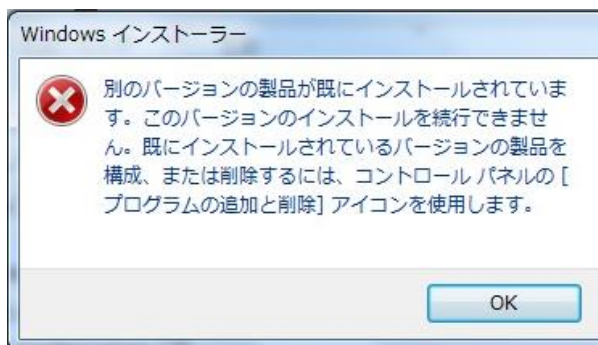 Windows インストーラー
別のバージョンの製品が既にインストールされていま
す。このバージョンのインストールを続行できませ
ん。既にインストールされているバージョンの製品を
構成、または削除するには、コントロール パネルの [
プログラムの追加と削除] アイコンを使用します。
OK